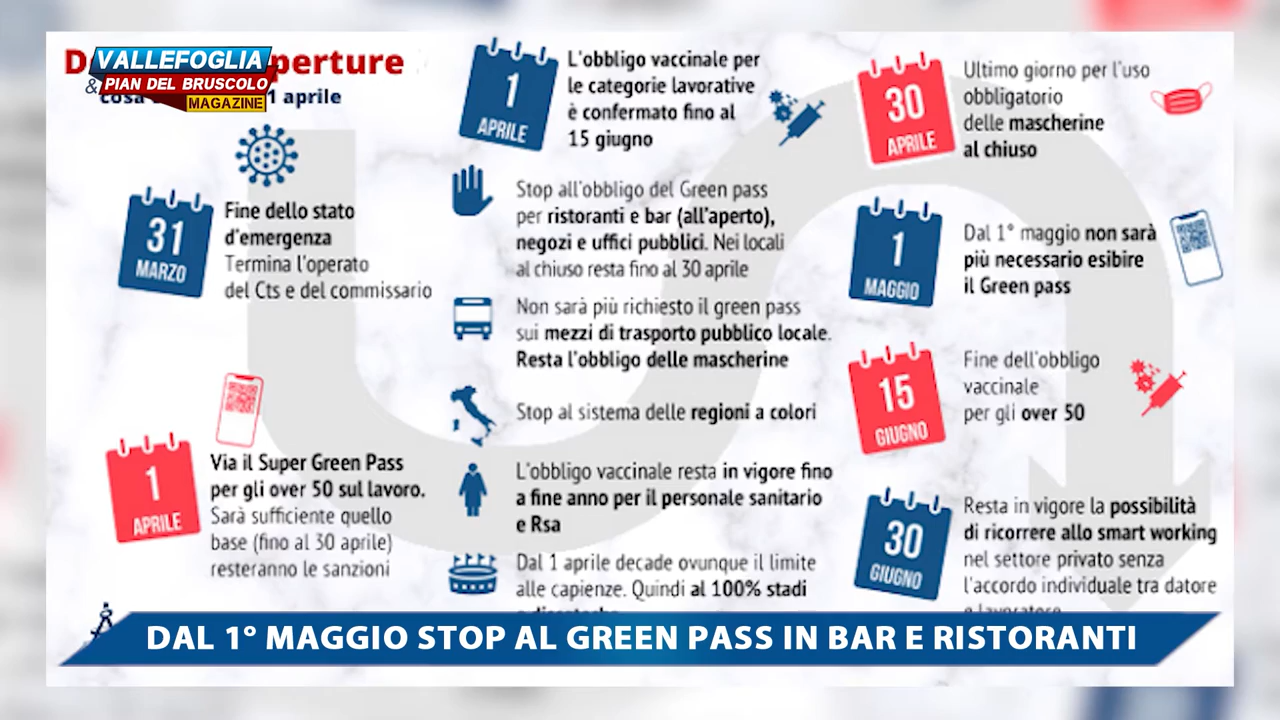 VALLEFOGLIA
& PIAN DEL BRUSCOLO
MAGAZINE
perture
1 aprile
31
MARZO
Fine dello stato
d'emergenza
Termina l'operato
del Cts e del commissario
1
APRILE
Via il Super Green Pass
per gli over 50 sul lavoro.
Sarà sufficiente quello
base (fino al 30 aprile)
resteranno le sanzioni
1
APRILE
L'obbligo vaccinale per
le categorie lavorative
è confermato fino al
15 giugno
Stop all'obbligo del Green pass
per ristoranti e bar (all'aperto),
negozi e uffici pubblici. Nei locali
al chiuso resta fino al 30 aprile
Non sarà più richiesto il green pass
sui mezzi di trasporto pubblico locale.
Resta l'obbligo delle mascherine
Stop al sistema delle regioni a colori
L'obbligo vaccinale resta in vigore fino
a fine anno per il personale sanitario
e Rsa
Dal 1 aprile decade ovunque il limite
alle capienze. Quindi al 100% stadi
30
APRILE
Ultimo giorno per l'uso
obbligatorio
delle mascherine
al chiuso
1
MAGGIO
Dal 1° maggio non sarà
più necessario esibire
il Green pass
15
GIUGNO
Fine dell'obbligo
vaccinale
per gli over 50
30
GIUGNO
Resta in vigore la possibilità
di ricorrere allo smart working
nel settore privato senza
l'accordo individuale tra datore
e lavoratore
DAL 1° MAGGIO STOP AL GREEN PASS IN BAR E RISTORANTI